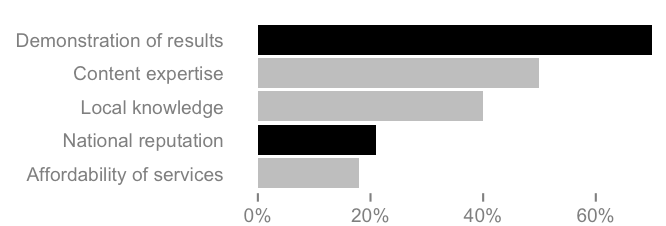 Demonstration of results
Content expertise
Local knowledge
National reputation
Affordability of services
0% 20% 40% 60%